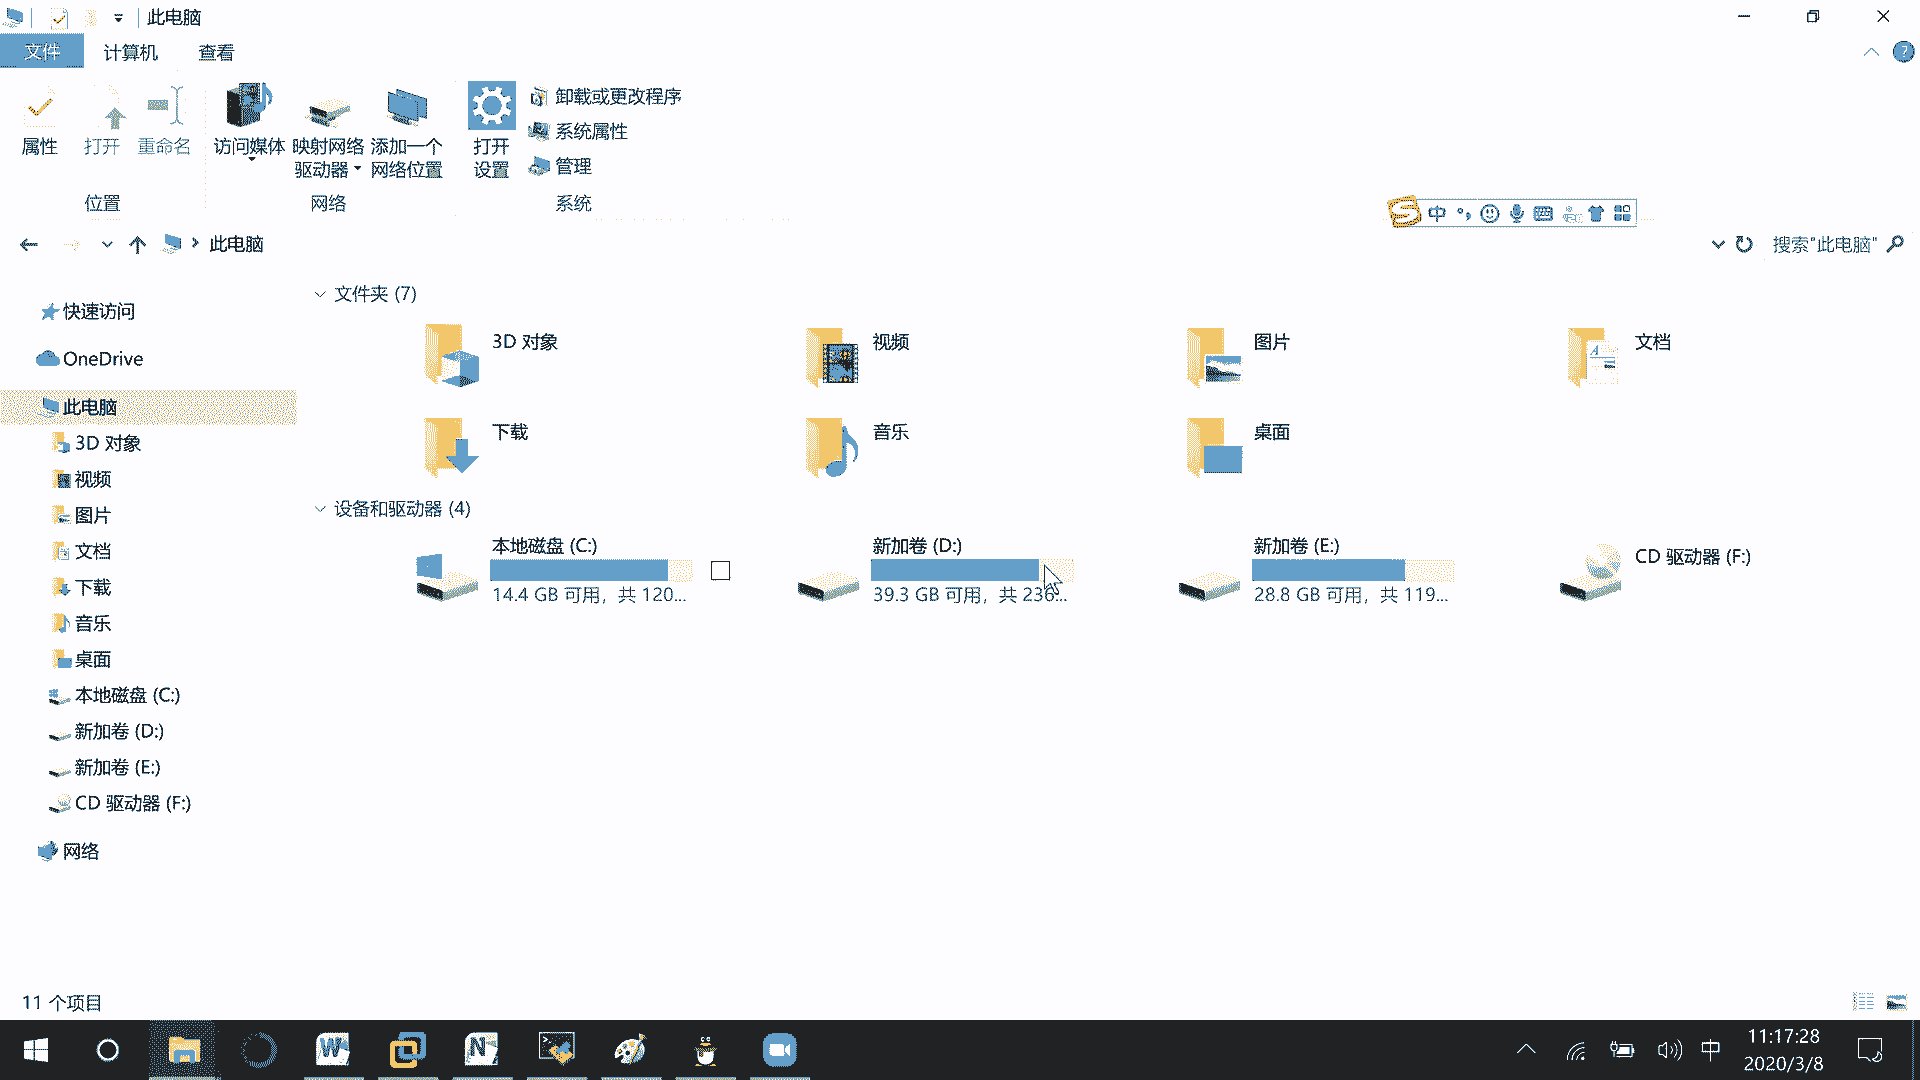 此电脑
文件 计算机 查看
属性 打开 重命名 访问媒体 映射网络驱动器 添加一个网络位置 打开设置
卸载或更改程序
系统属性
管理
位置 网络 系统
中
此电脑
搜索"此电脑"
快速访问
OneDrive
此电脑
3D 对象
视频
图片
文档
下载
音乐
桌面
本地磁盘 (C:)
新加卷 (D:)
新加卷 (E:)
CD 驱动器 (F:)
网络
文件夹 (7)
3D 对象 视频 图片 文档
下载 音乐 桌面
设备和驱动器 (4)
本地磁盘 (C:)
14.4 GB 可用，共 120...
新加卷 (D:)
39.3 GB 可用，共 236...
新加卷 (E:)
28.8 GB 可用，共 119...
CD 驱动器 (F:)
11 个项目
中
11:17:28
2020/3/8